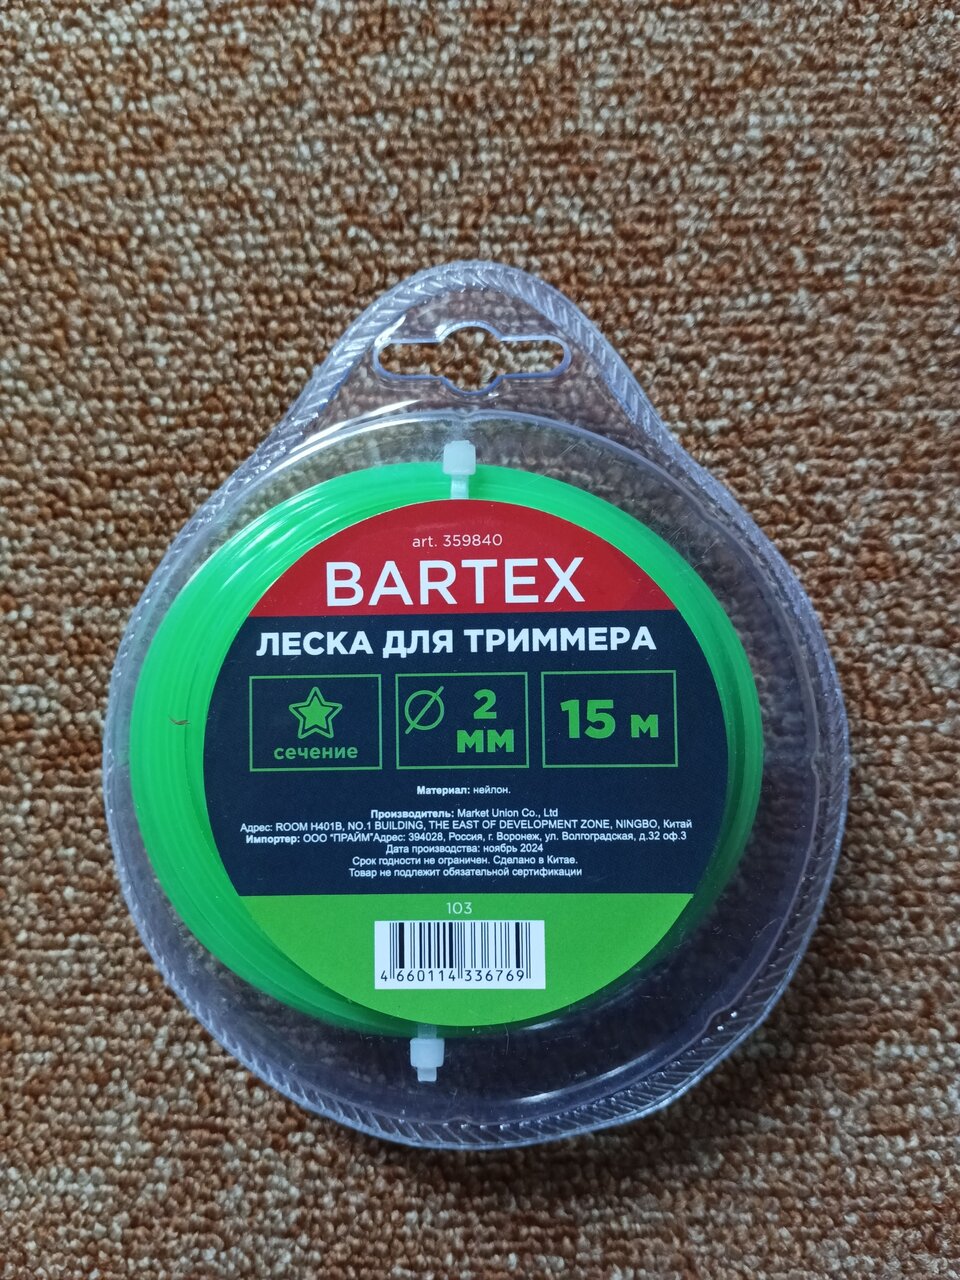 art. 359840
BARTEX
ЛЕСКА ДЛЯ ТРИММЕРА
сечение
2
мм
15 м
Материал: нейлон.
Производитель: Market Union Co., Ltd
Адрес: ROOM H401B, NO.1 BUILDING, THE EAST OF DEVELOPMENT ZONE, NINGBO, Китай
Импортер: ООО "ПРАЙМ"Адрес: 394028, Россия, г. Воронеж, ул. Волгоградская, д.32 оф.3
Дата производства: ноябрь 2024
Срок годности не ограничен. Сделано в Китае.
Товар не подлежит обязательной сертификации
103
4 660114 336769